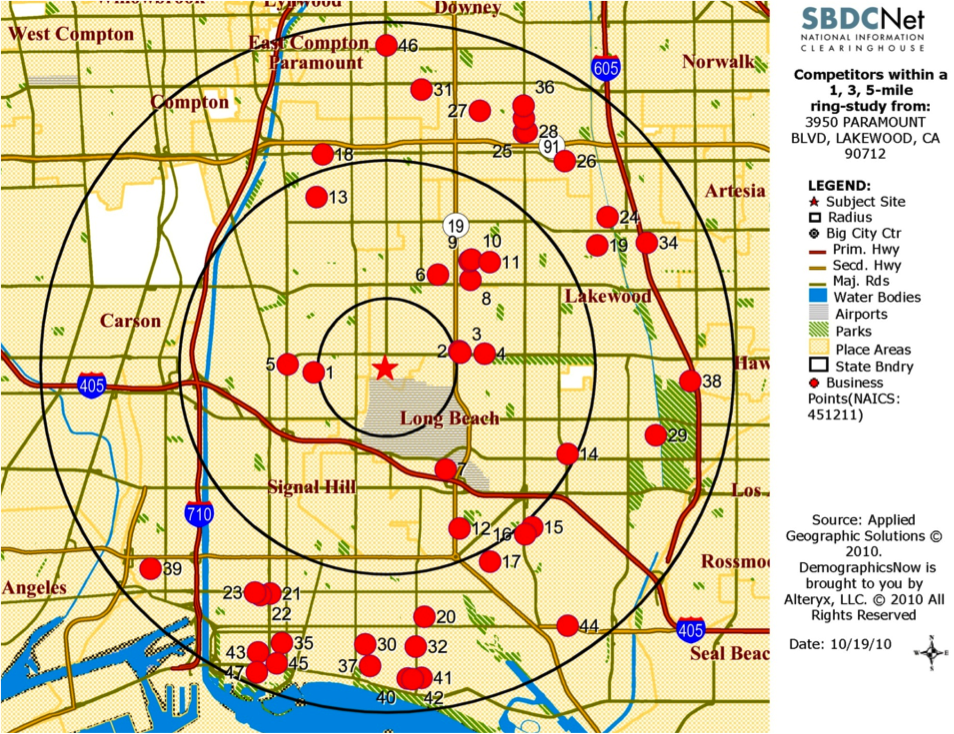 Willowbrook
Lynwood
Downey
West Compton
East Compton
Paramount
46
605
Norwalk
31
36
Compton
27
28
91
25
26
18
13
Artesia
24
19
9
10
19
34
11
6
8
Lakewood
Carson
3
2
4
5
1
Haw
405
38
Long Beach
29
14
7
Signal Hill
Los
710
12
16
15
17
Rossmo
39
Angeles
23
21
22
20
44
405
35
30
32
43
45
37
Seal Beac
47
41
40
42
SBDCNet
NATIONAL INFORMATION
CLEARINGHOUSE
Competitors within a
1, 3, 5-mile
ring-study from:
3950 PARAMOUNT
BLVD, LAKEWOOD, CA
90712
LEGEND:
Subject Site
Radius
Big City Ctr
Prim. Hwy
Secd. Hwy
Maj. Rds
Water Bodies
Airports
Parks
Place Areas
State Bndry
Business
Points(NAICS:
451211)
Source: Applied
Geographic Solutions ©
2010.
DemographicsNow is
brought to you by
Alteryx, LLC. © 2010 All
Rights Reserved
Date: 10/19/10
N
W
E
S